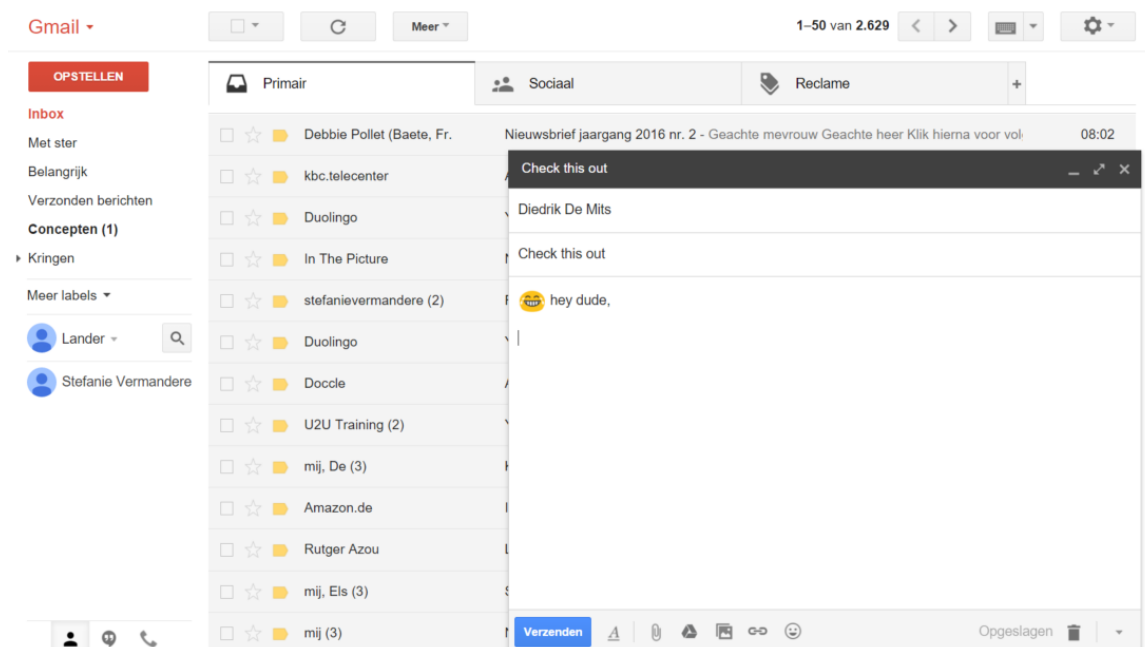 Gmail
Meer
1–50 van 2.629
OPSTELLEN
Primair
Sociaal
Reclame
+
Inbox
Met ster
Belangrijk
Verzonden berichten
Concepten (1)
Kringen
Meer labels
Lander
Stefanie Vermandere
Debbie Pollet (Baete, Fr. Nieuwsbrief jaargang 2016 nr. 2 - Geachte mevrouw Geachte heer Klik hierna voor vol 08:02
kbc.telecenter
Duolingo
In The Picture
stefanievermandere (2)
Duolingo
Doccle
U2U Training (2)
mij, De (3)
Amazon.de
Rutger Azou
mij, Els (3)
mij (3)
Check this out
Diedrik De Mits
Check this out
😂 hey dude,
Verzenden
A
Opgeslagen